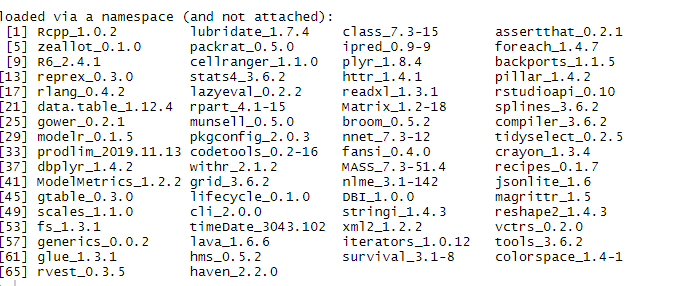 loaded via a namespace (and not attached):
[1] Rcpp_1.0.2 lubridate_1.7.4 class_7.3-15 assertthat_0.2.1
[5] zeallot_0.1.0 packrat_0.5.0 ipred_0.9-9 foreach_1.4.7
[9] R6_2.4.1 cellranger_1.1.0 plyr_1.8.4 backports_1.1.5
[13] reprex_0.3.0 stats4_3.6.2 httr_1.4.1 pillar_1.4.2
[17] rlang_0.4.2 lazyeval_0.2.2 readxl_1.3.1 rstudioapi_0.10
[21] data.table_1.12.4 rpart_4.1-15 Matrix_1.2-18 splines_3.6.2
[25] gower_0.2.1 munsell_0.5.0 broom_0.5.2 compiler_3.6.2
[29] modelr_0.1.5 pkgconfig_2.0.3 nnet_7.3-12 tidyselect_0.2.5
[33] prodlim_2019.11.13 codetools_0.2-16 fansi_0.4.0 crayon_1.3.4
[37] dbplyr_1.4.2 withr_2.1.2 MASS_7.3-51.4 recipes_0.1.7
[41] ModelMetrics_1.2.2 grid_3.6.2 nlme_3.1-142 jsonlite_1.6
[45] gtable_0.3.0 lifecycle_0.1.0 DBI_1.0.0 magrittr_1.5
[49] scales_1.1.0 cli_2.0.0 stringi_1.4.3 reshape2_1.4.3
[53] fs_1.3.1 timeDate_3043.102 xml2_1.2.2 vctrs_0.2.0
[57] generics_0.0.2 lava_1.6.6 iterators_1.0.12 tools_3.6.2
[61] glue_1.3.1 hms_0.5.2 survival_3.1-8 colorspace_1.4-1
[65] rvest_0.3.5 haven_2.2.0